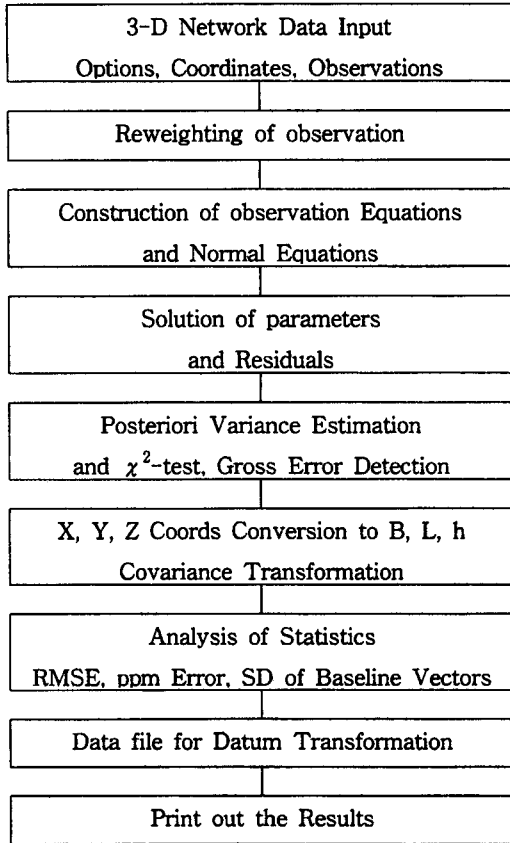 3-D Network Data Input
Options, Coordinates, Observations
Reweighting of observation
Construction of observation Equations
and Normal Equations
Solution of parameters
and Residuals
Posteriori Variance Estimation
and χ²-test, Gross Error Detection
X, Y, Z Coords Conversion to B, L, h
Covariance Transformation
Analysis of Statistics
RMSE, ppm Error, SD of Baseline Vectors
Data file for Datum Transformation
Print out the Results